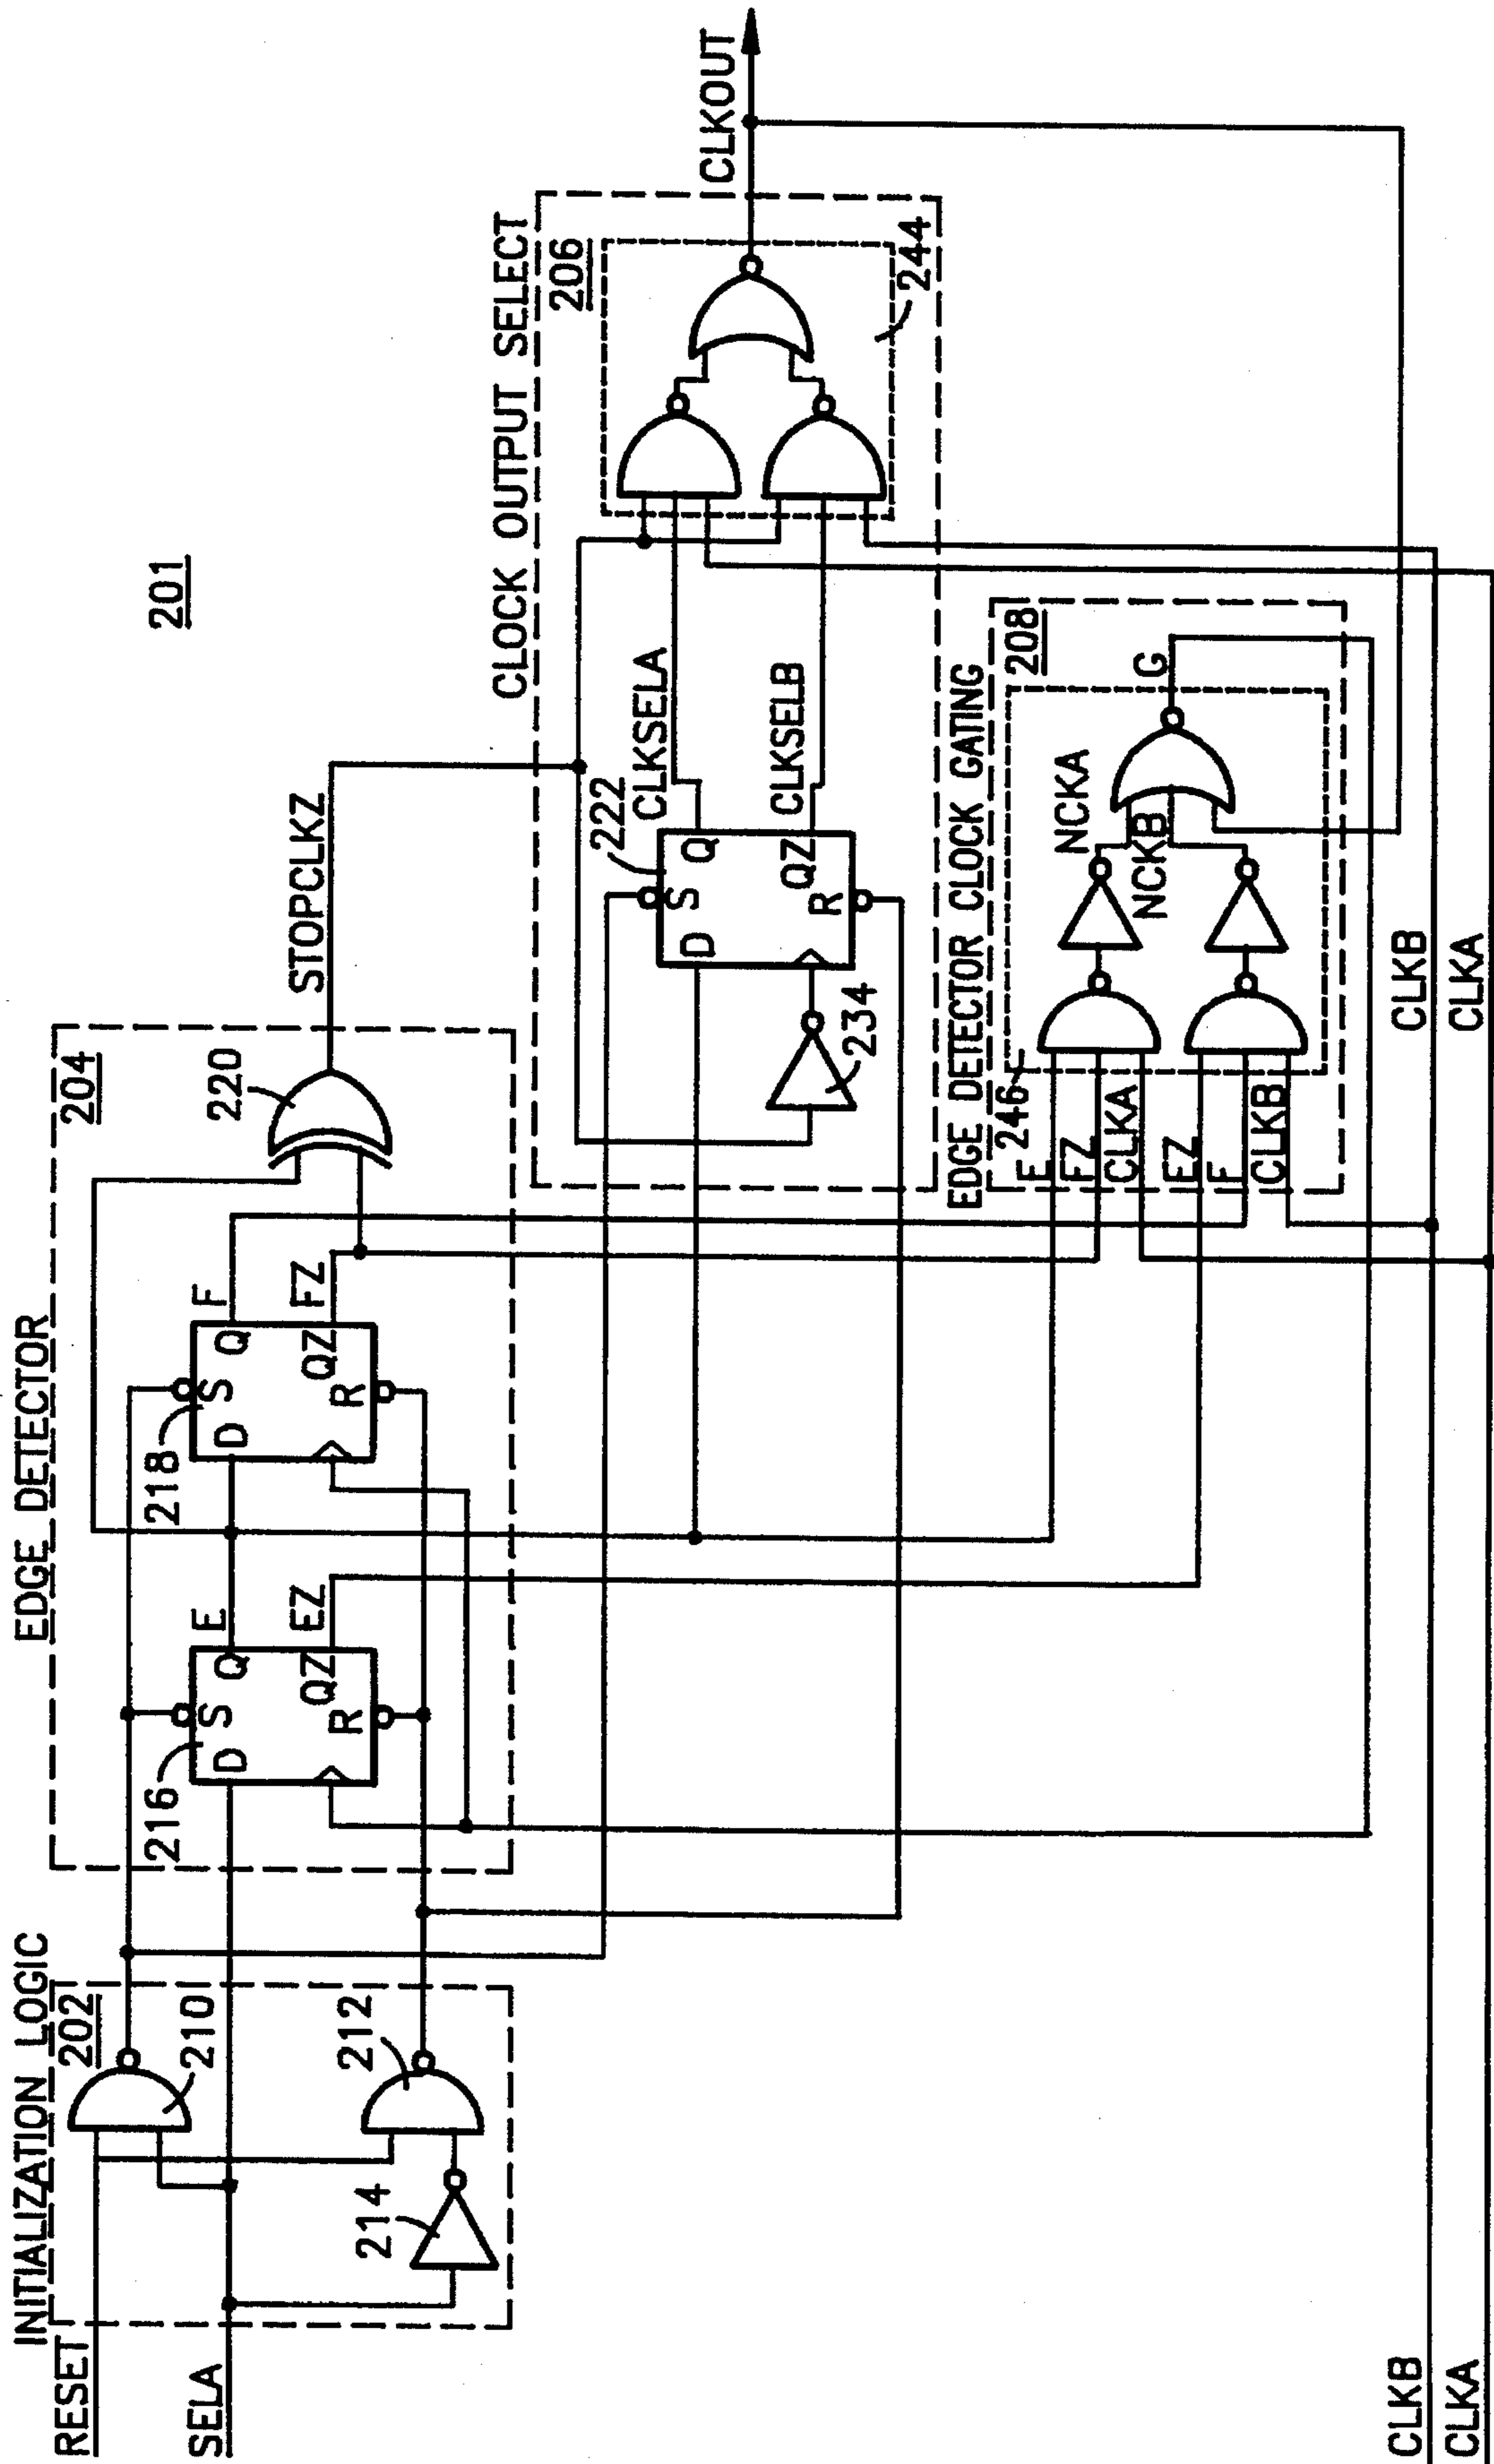 201
INITIALIZATION LOGIC
202
RESET
SELA
210
212
214
EDGE DETECTOR
204
216
D
S
Q
E
QZ
EZ
R
218
D
S
Q
F
QZ
FZ
R
220
STOPCLKZ
CLOCK OUTPUT SELECT
206
222
D
S
Q
QZ
R
CLKSELA
CLKSELB
234
244
CLKOUT
EDGE DETECTOR CLOCK GATING
208
246
E
FZ
CLKA
EZ
F
CLKB
NCKA
NCKB
G
CLKB
CLKA
CLKB
CLKA